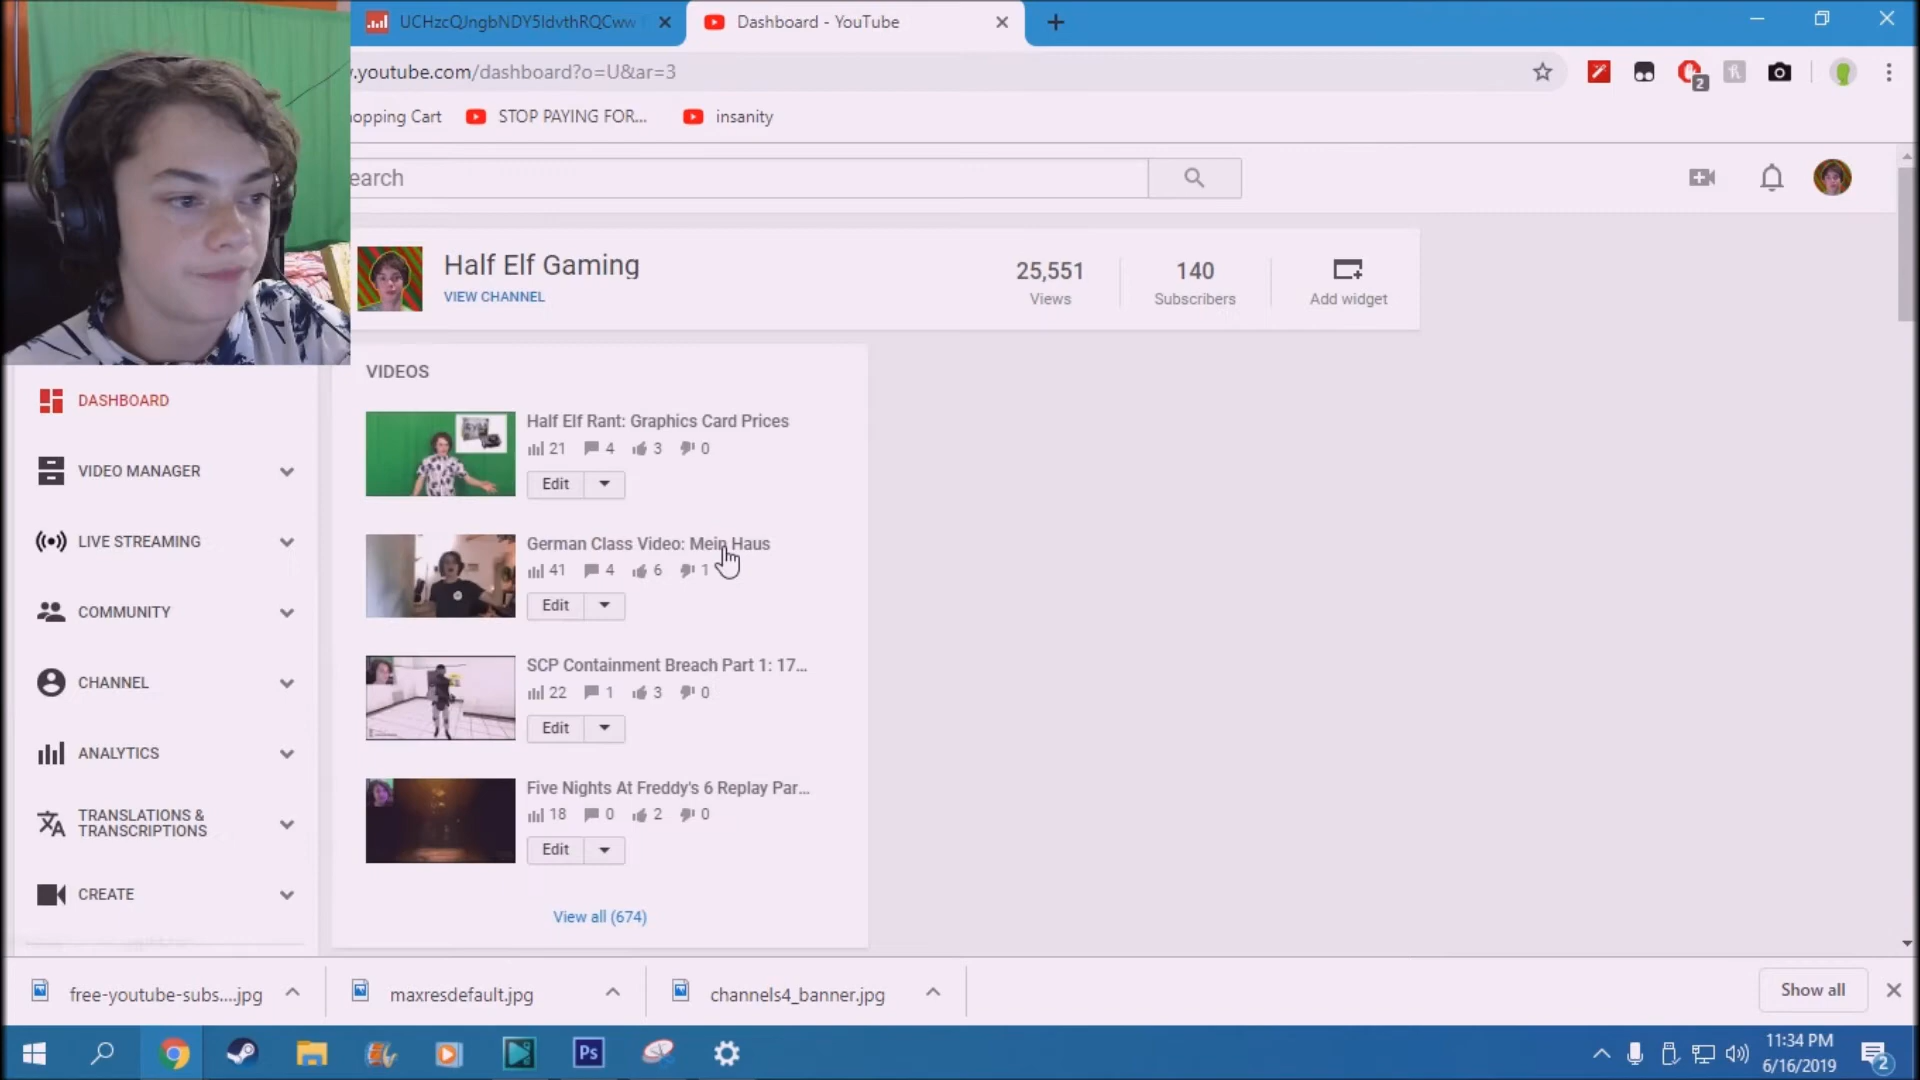 UCHzcQJngbNDY5ldvthRQCww
Dashboard - YouTube
.youtube.com/dashboard?o=U&ar=3
2
hopping Cart
STOP PAYING FOR...
insanity
earch
Half Elf Gaming
VIEW CHANNEL
25,551
Views
140
Subscribers
Add widget
VIDEOS
Half Elf Rant: Graphics Card Prices
21 4 3 0
Edit
German Class Video: Mein Haus
41 4 6 1
Edit
SCP Containment Breach Part 1: 17...
22 1 3 0
Edit
Five Nights At Freddy's 6 Replay Par...
18 0 2 0
Edit
View all (674)
DASHBOARD
VIDEO MANAGER
LIVE STREAMING
COMMUNITY
CHANNEL
ANALYTICS
TRANSLATIONS &
TRANSCRIPTIONS
CREATE
free-youtube-subs....jpg
maxresdefault.jpg
channels4_banner.jpg
Show all
Ps
11:34 PM
6/16/2019
2